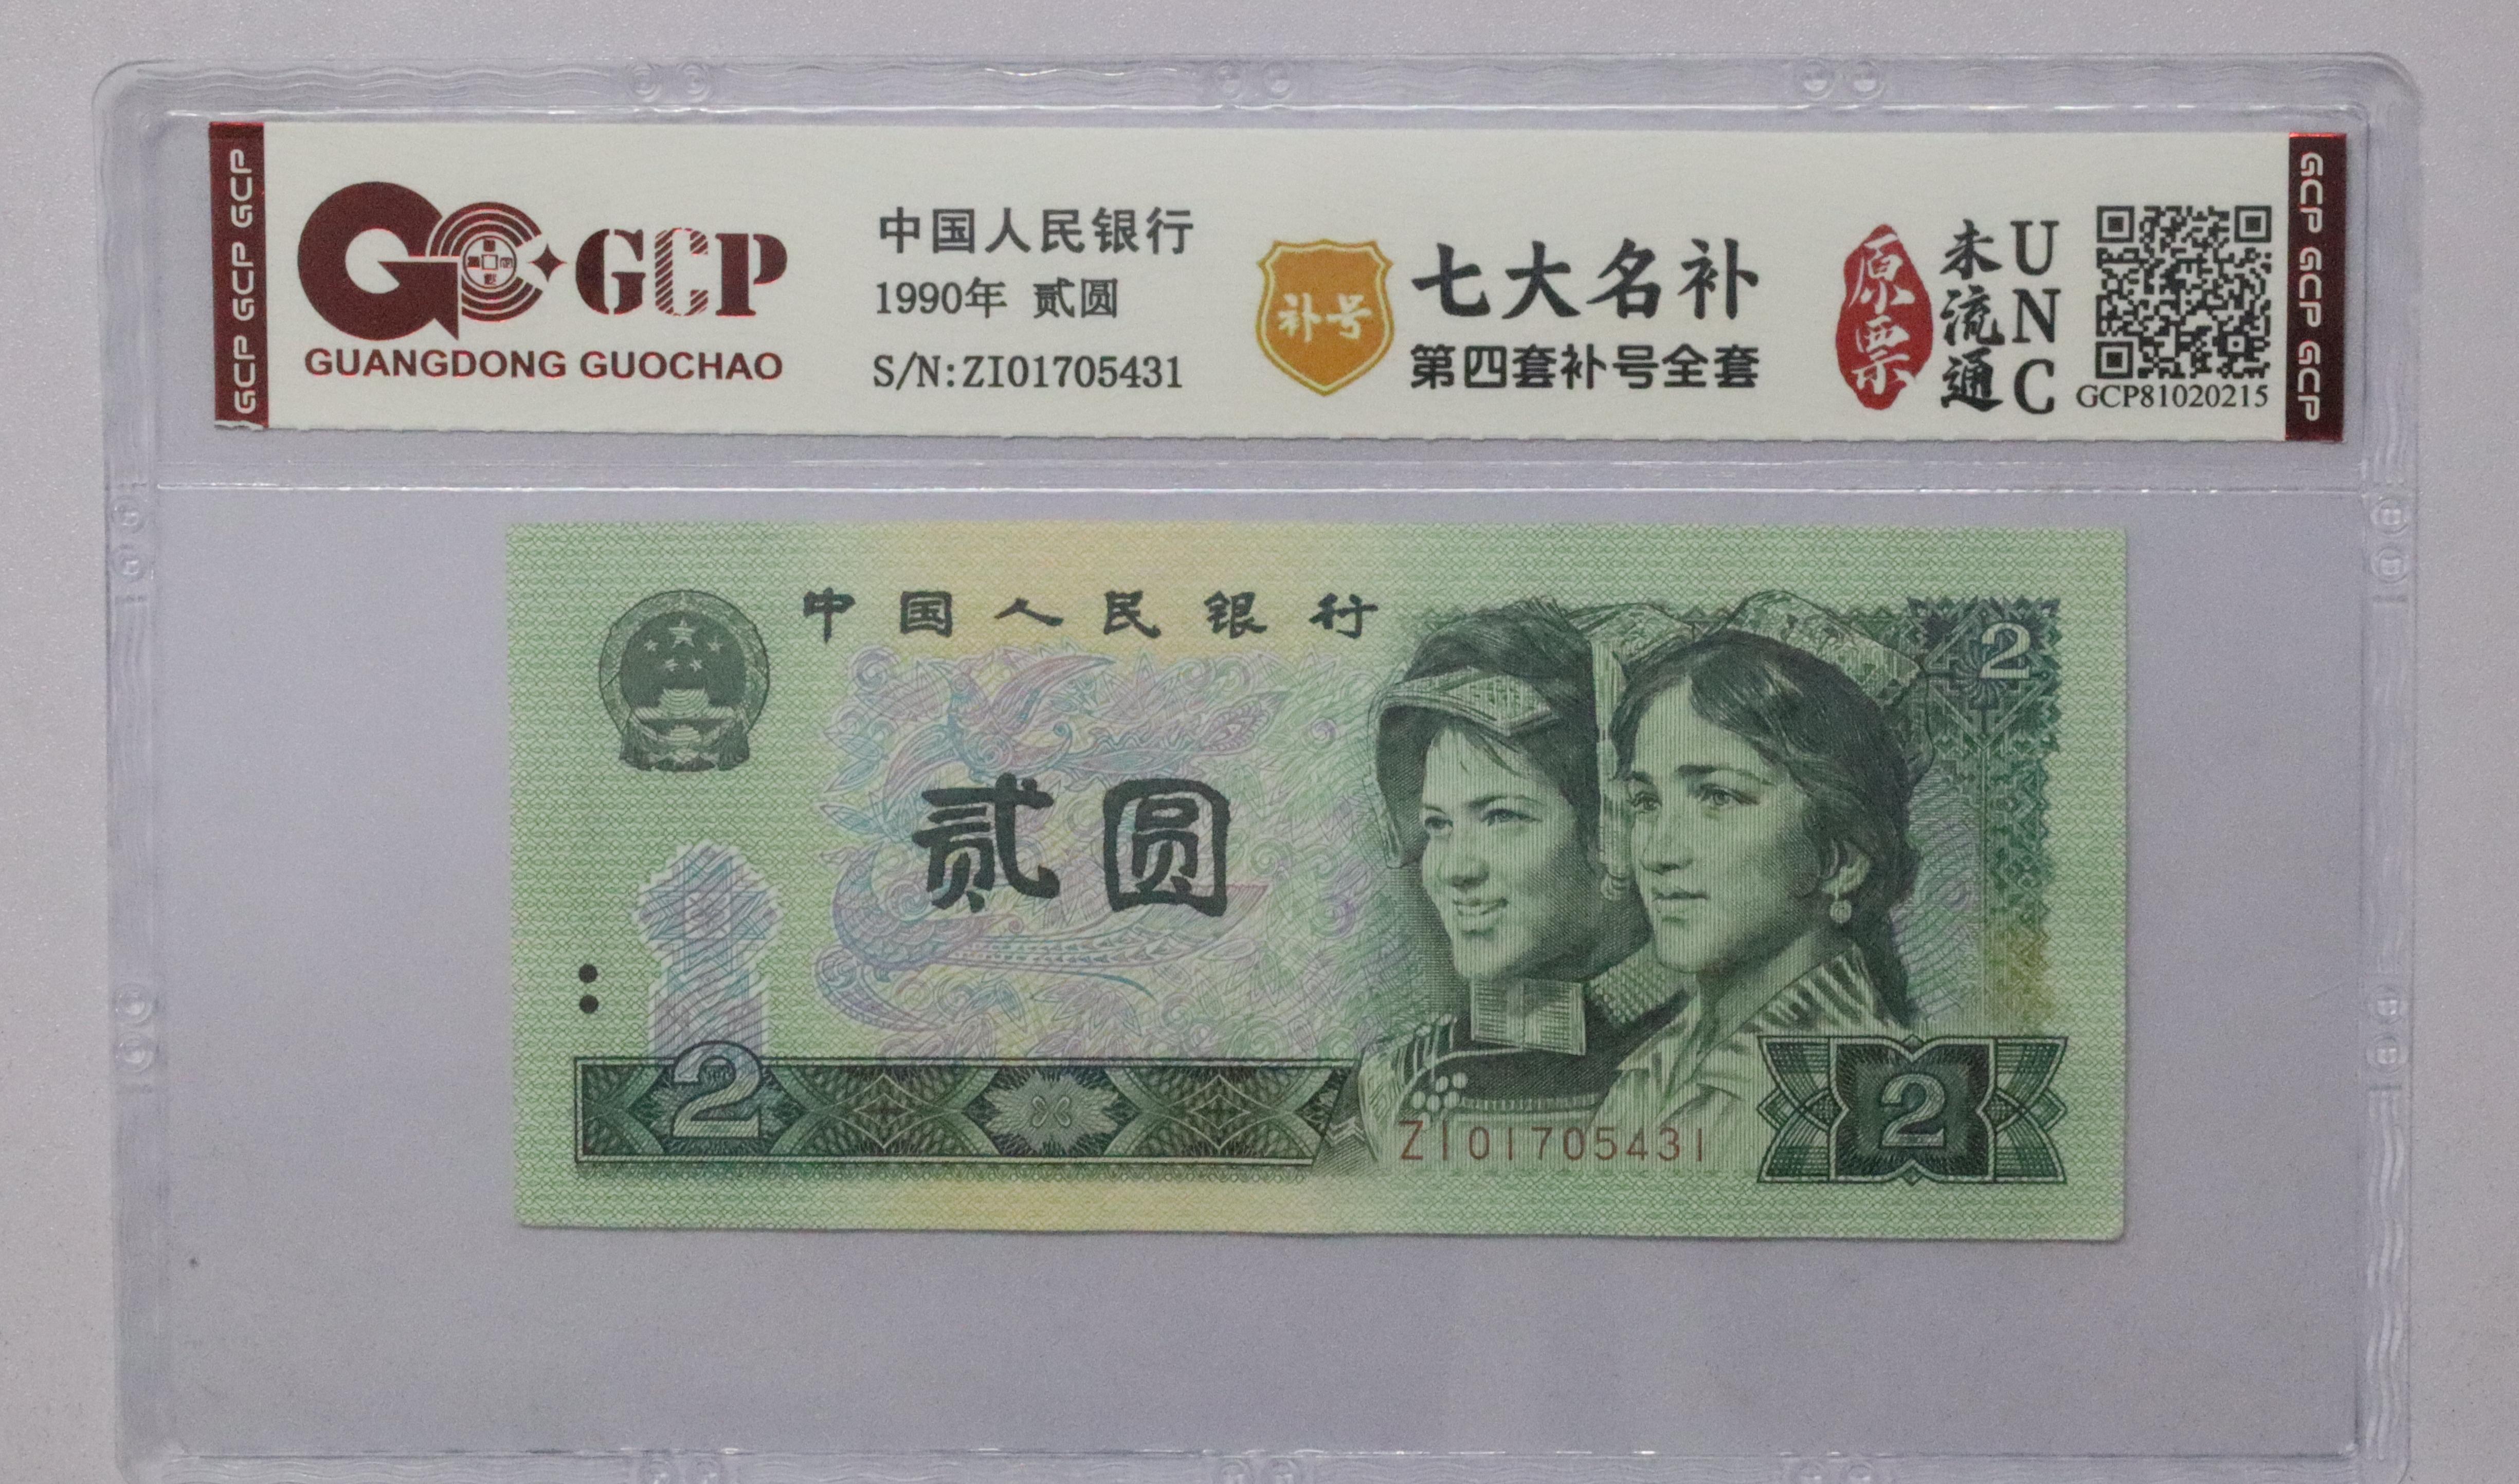 GCP GCP GCP
GCP
GUANGDONG GUOCHAO
中国人民银行
1990年 贰圆
S/N:ZI01705431
补号
七大名补
第四套补号全套
原票
未流通
UNC
GCP81020215
GCP GCP GCP
中国人民银行
2
贰圆
2
ZI01705431
2